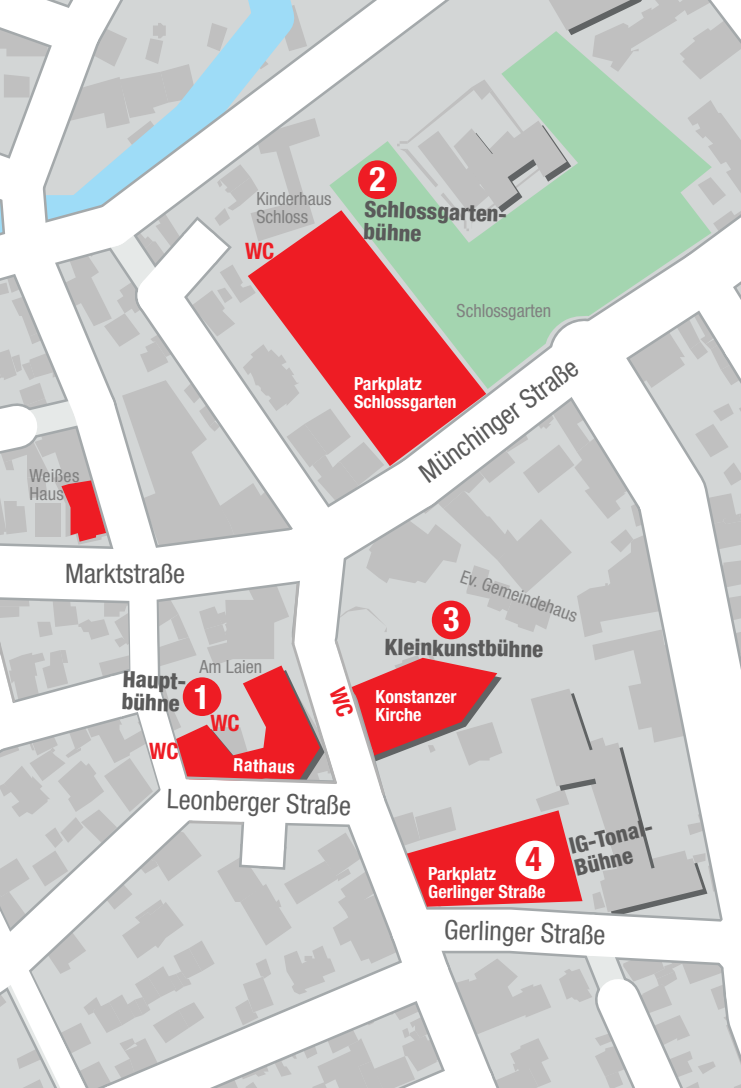 2
Kinderhaus
Schloss
Schlossgarten-
bühne
WC
Schlossgarten
Parkplatz
Schlossgarten
Münchinger Straße
Weißes
Haus
Marktstraße
Ev. Gemeindehaus
3
Kleinkunstbühne
Am Laien
Haupt-
bühne
1
WC
WC
WC
Konstanzer
Kirche
Rathaus
Leonberger Straße
4
IG-Tonal-
Bühne
Parkplatz
Gerlinger Straße
Gerlinger Straße